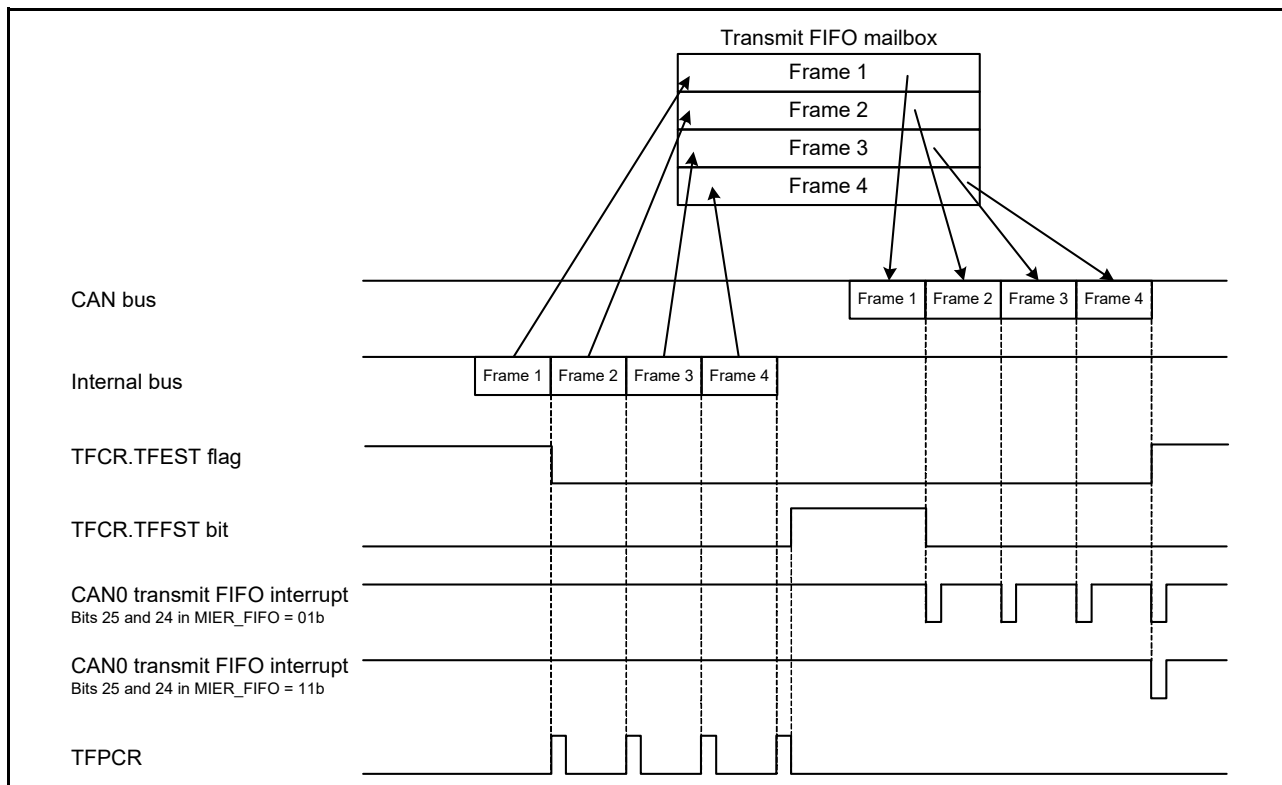 Transmit FIFO mailbox
Frame 1
Frame 2
Frame 3
Frame 4
CAN bus
Frame 1 Frame 2 Frame 3 Frame 4
Internal bus
Frame 1 Frame 2 Frame 3 Frame 4
TFCR.TFEST flag
TFCR.TFFST bit
CAN0 transmit FIFO interrupt
Bits 25 and 24 in MIER_FIFO = 01b
CAN0 transmit FIFO interrupt
Bits 25 and 24 in MIER_FIFO = 11b
TFPCR